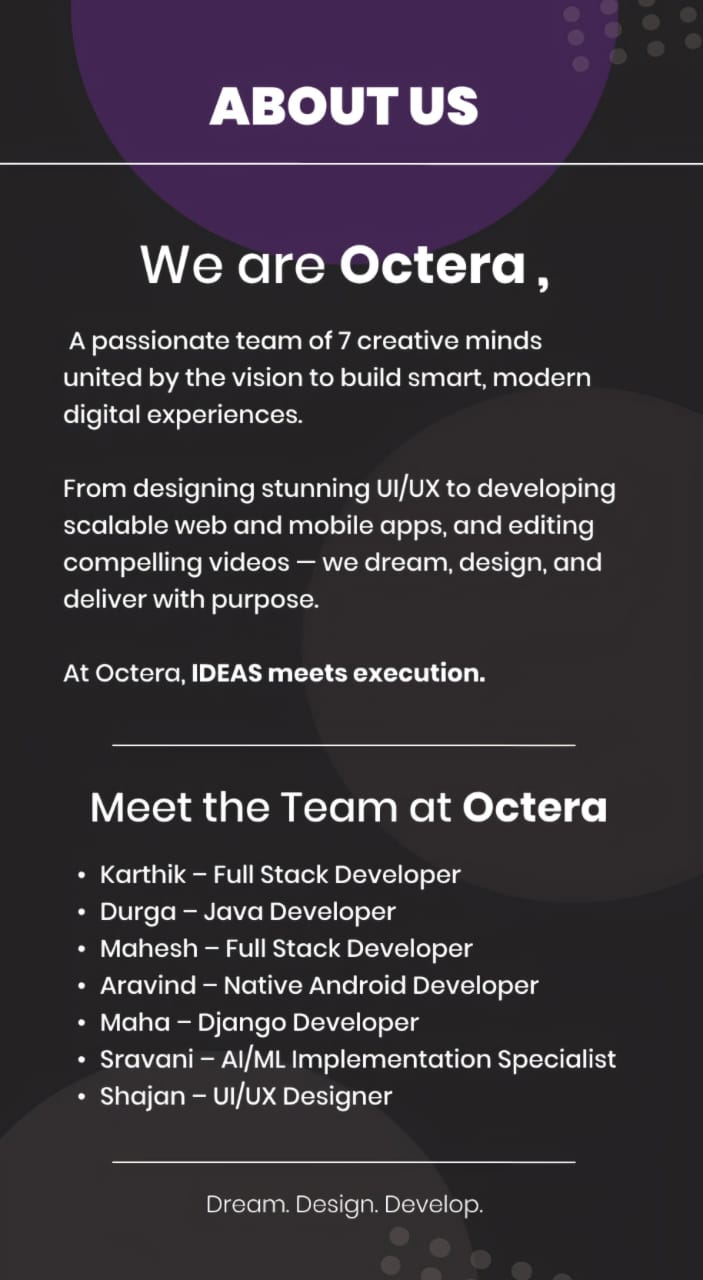 ABOUT US
We are Octera ,
A passionate team of 7 creative minds
united by the vision to build smart, modern
digital experiences.
From designing stunning UI/UX to developing
scalable web and mobile apps, and editing
compelling videos — we dream, design, and
deliver with purpose.
At Octera, IDEAS meets execution.
Meet the Team at Octera
• Karthik – Full Stack Developer
• Durga – Java Developer
• Mahesh – Full Stack Developer
• Aravind – Native Android Developer
• Maha – Django Developer
• Sravani – AI/ML Implementation Specialist
• Shajan – UI/UX Designer
Dream. Design. Develop.